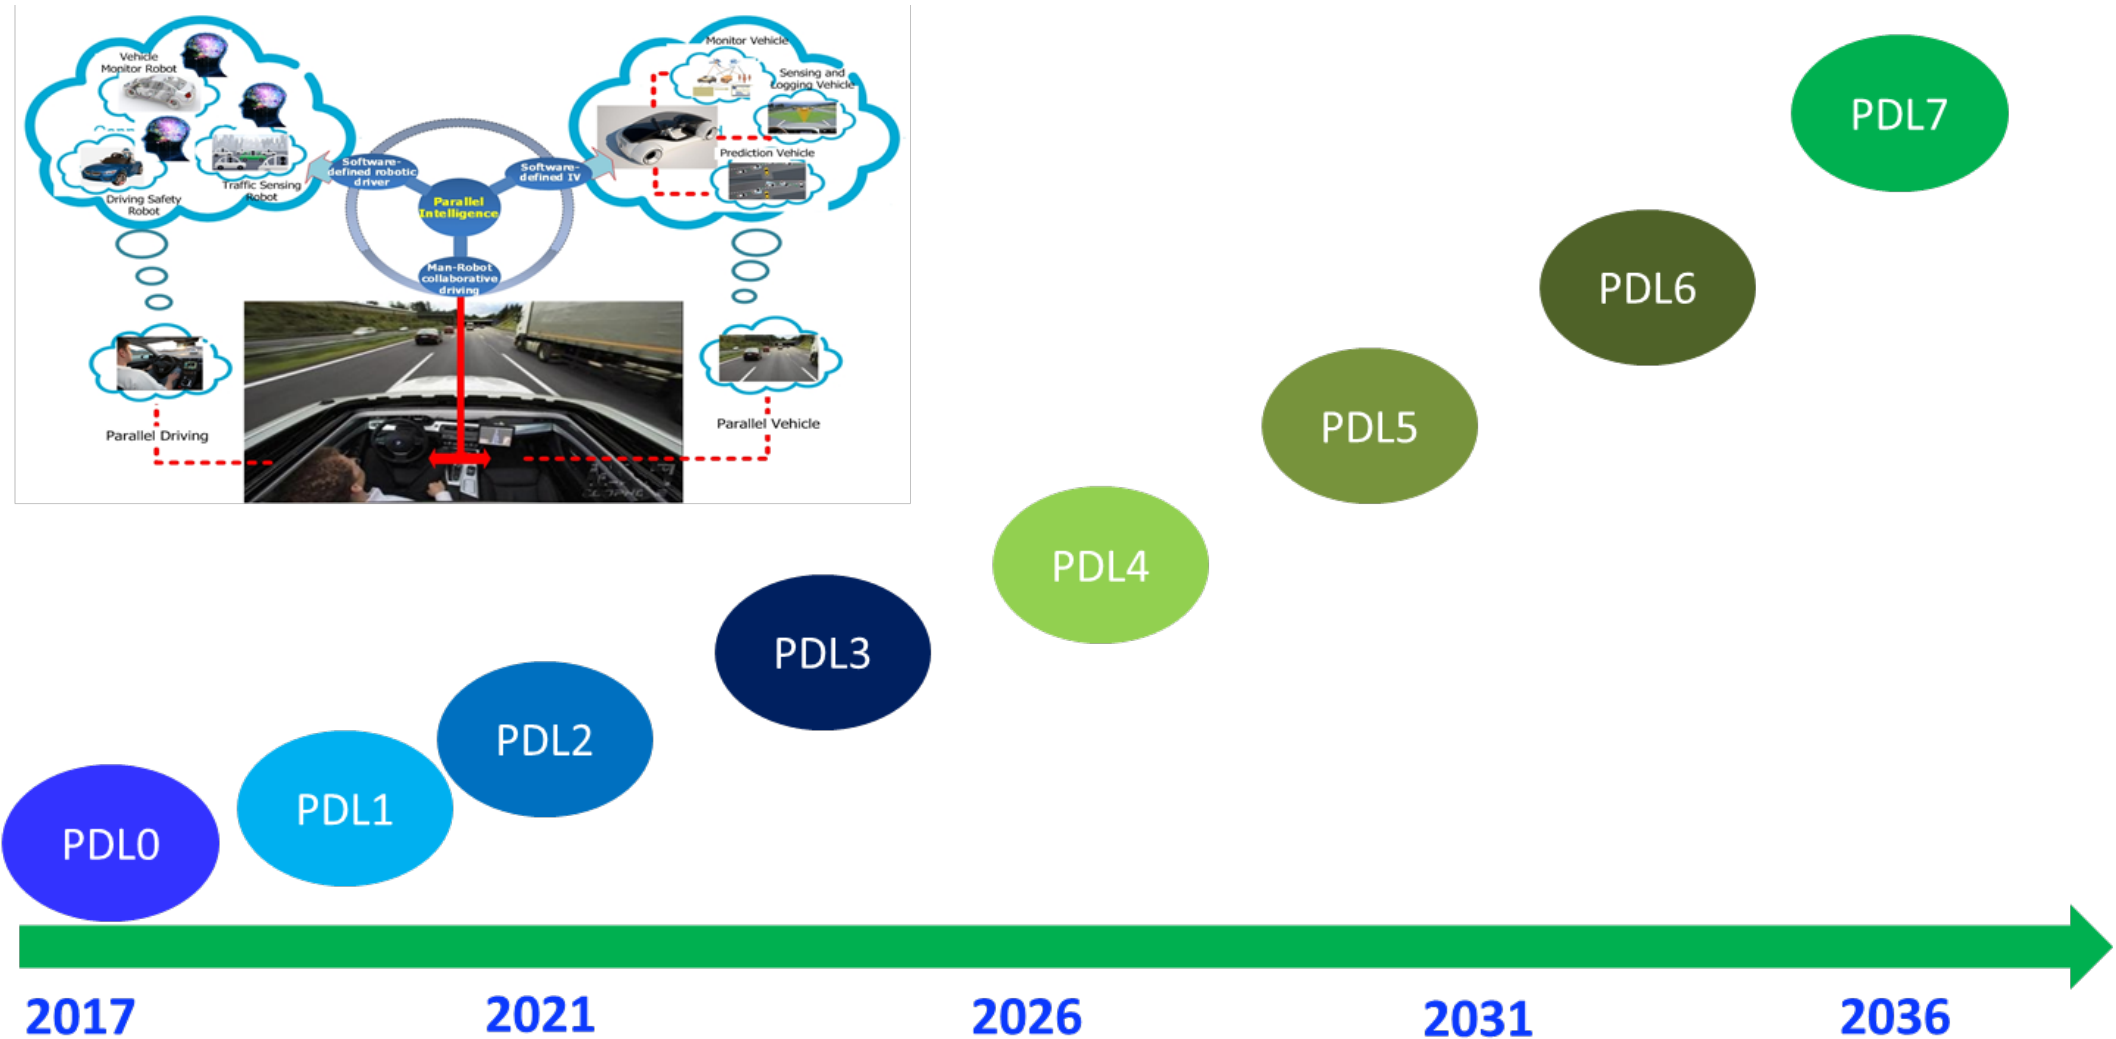 Vehicle
Monitor Robot
Driving Safety
Robot
Traffic Sensing
Robot
Software-
defined robotic
driver
Software-
defined IV
Parallel
Intelligence
Man-Robot
collaborative
driving
Monitor Vehicle
Sensing and
Logging Vehicle
Prediction Vehicle
Parallel Driving
Parallel Vehicle
PDL0
PDL1
PDL2
PDL3
PDL4
PDL5
PDL6
PDL7
2017
2021
2026
2031
2036